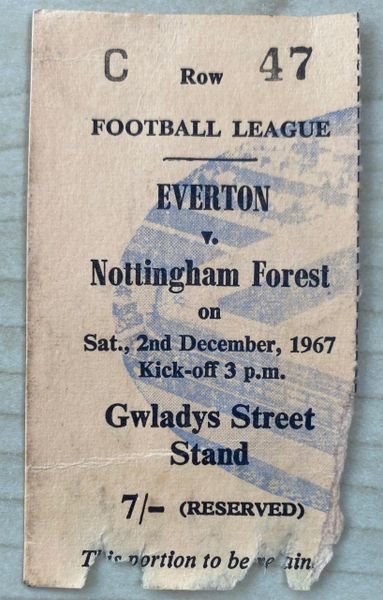 C Row 47
FOOTBALL LEAGUE
EVERTON
v.
Nottingham Forest
on
Sat., 2nd December, 1967
Kick-off 3 p.m.
Gwladys Street
Stand
7/- (RESERVED)
This portion to be